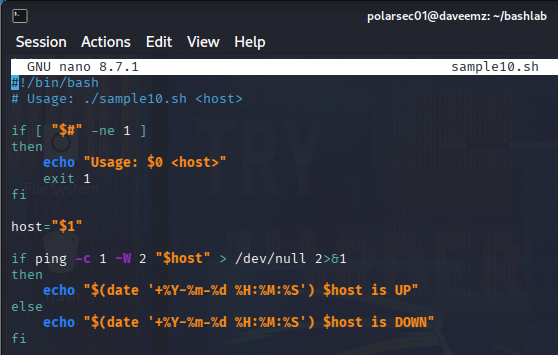 polarsec01@daveemz: ~/bashlab
Session Actions Edit View Help
GNU nano 8.7.1 sample10.sh
#!/bin/bash
# Usage: ./sample10.sh <host>
if [ "$#" -ne 1 ]
then
    echo "Usage: $0 <host>"
    exit 1
fi
host="$1"
if ping -c 1 -W 2 "$host" > /dev/null 2>&1
then
    echo "$(date '+%Y-%m-%d %H:%M:%S') $host is UP"
else
    echo "$(date '+%Y-%m-%d %H:%M:%S') $host is DOWN"
fi